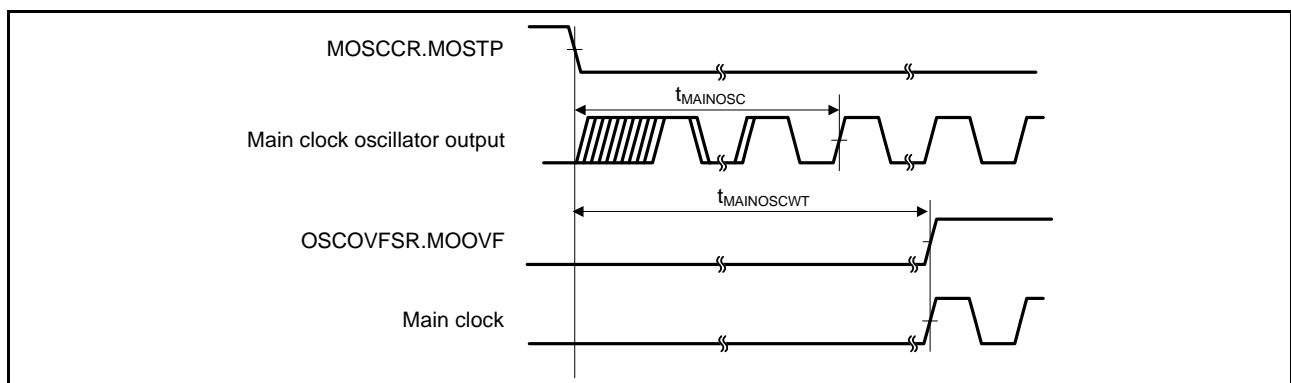 MOSCCR.MOSTP
tMAINOSC
Main clock oscillator output
tMAINOSCWT
OSCOVFSR.MOOVF
Main clock